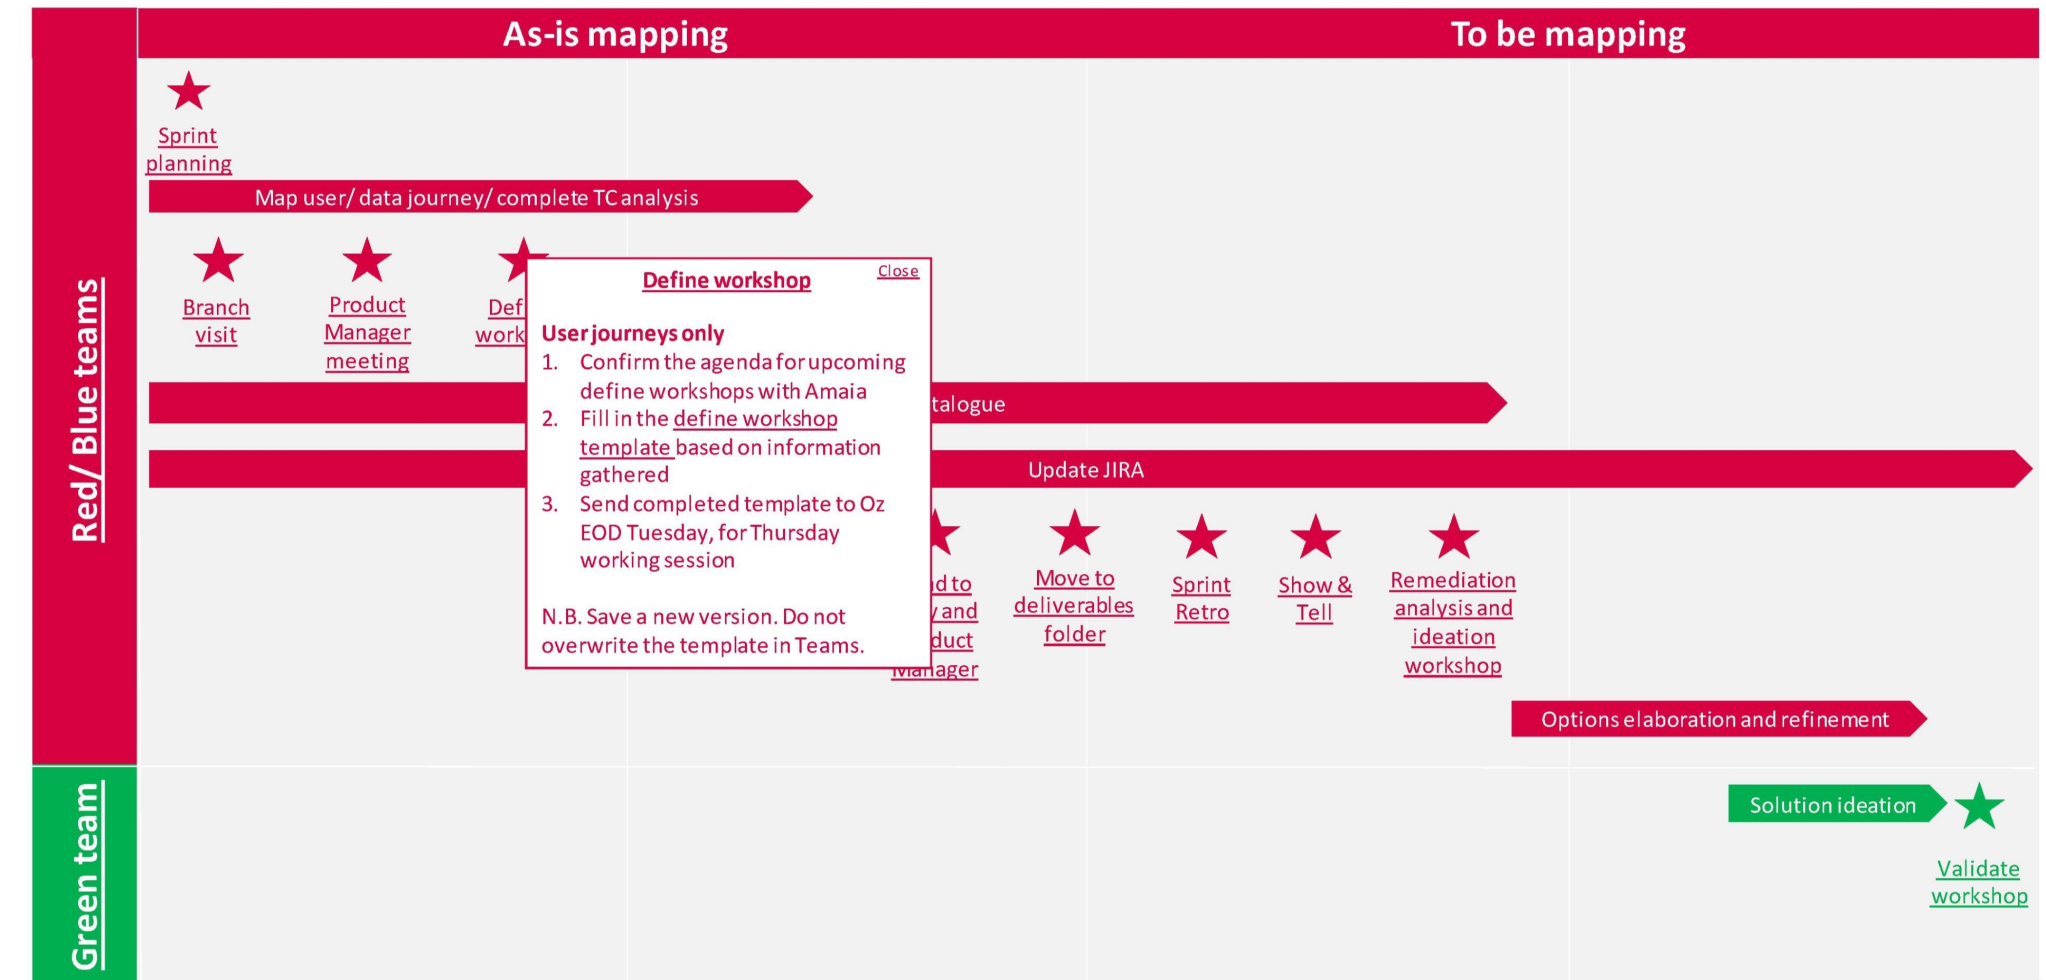 As-is mapping
To be mapping
Red/ Blue teams
Sprint
planning
Map user/ data journey/ complete TC analysis
Branch
visit
Product
Manager
meeting
Define workshop
Close
User journeys only
1. Confirm the agenda for upcoming
define workshops with Amaia
2. Fill in the define workshop
template based on information
gathered
3. Send completed template to Oz
EOD Tuesday, for Thursday
working session
N.B. Save a new version. Do not
overwrite the template in Teams.
Update JIRA
to
and
Manager
Move to
deliverables
folder
Sprint
Retro
Show &
Tell
Remediation
analysis and
ideation
workshop
Options elaboration and refinement
Green team
Solution ideation
Validate
workshop